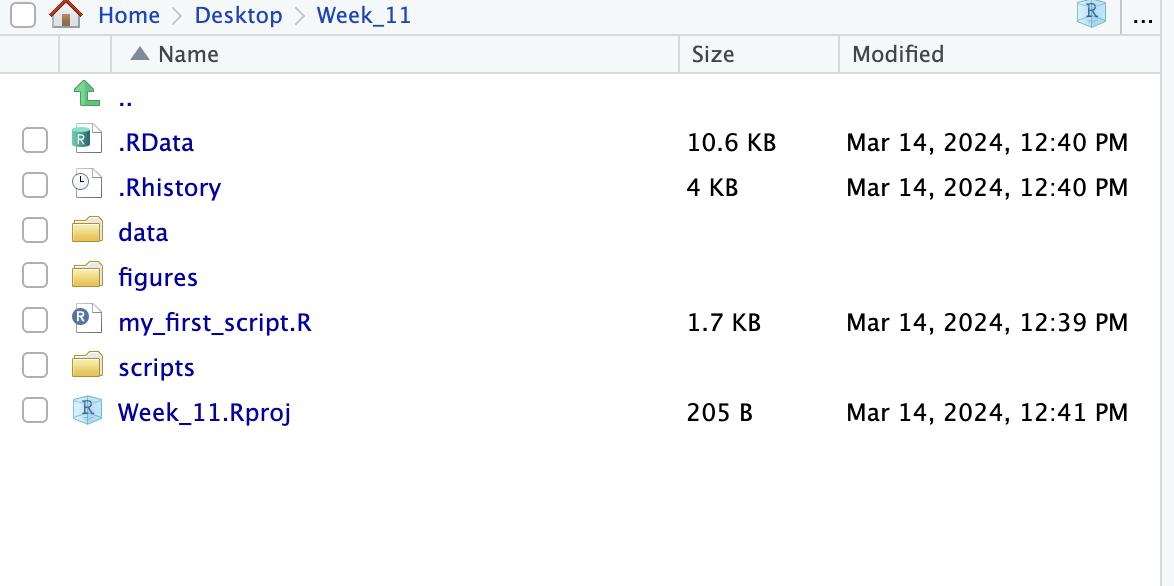 Home Desktop Week_11 R ...
Name Size Modified
..
R .RData 10.6 KB Mar 14, 2024, 12:40 PM
.Rhistory 4 KB Mar 14, 2024, 12:40 PM
data
figures
R my_first_script.R 1.7 KB Mar 14, 2024, 12:39 PM
scripts
R Week_11.Rproj 205 B Mar 14, 2024, 12:41 PM